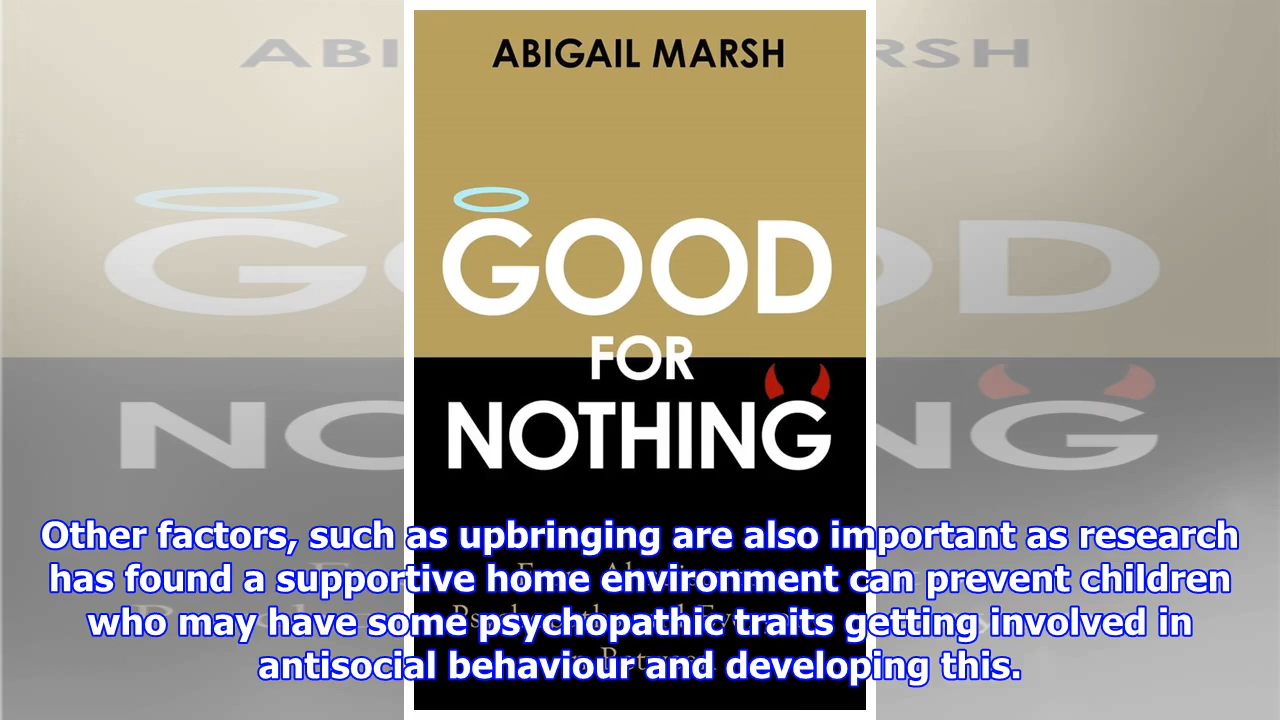 ABIGAIL MARSH
GOOD
FOR
NOTHING
Other factors, such as upbringing are also important as research
has found a supportive home environment can prevent children
who may have some psychopathic traits getting involved in
antisocial behaviour and developing this.